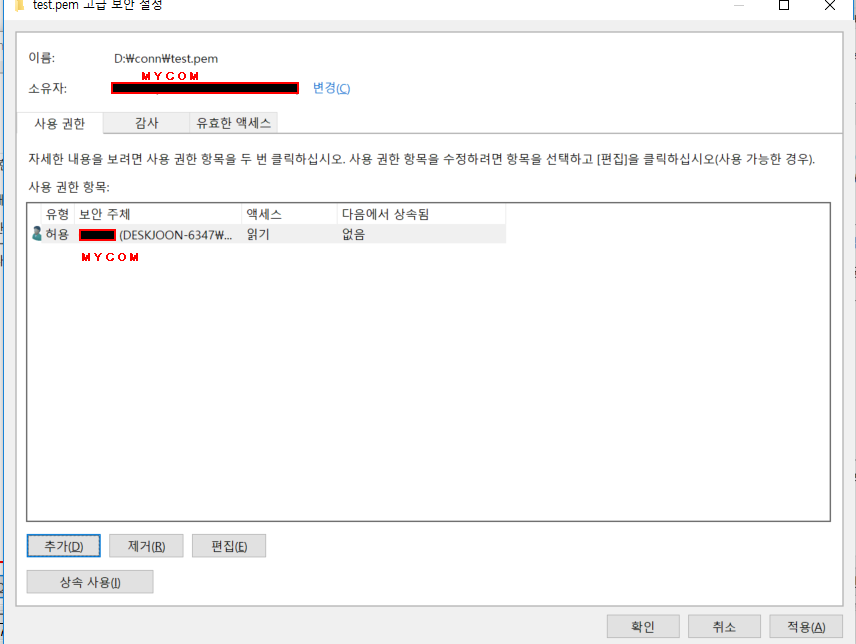 test.pem 고급 보안 설정
이름: D:₩conn₩test.pem
MYCOM
소유자: 변경(C)
사용 권한 감사 유효한 액세스
자세한 내용을 보려면 사용 권한 항목을 두 번 클릭하십시오. 사용 권한 항목을 수정하려면 항목을 선택하고 [편집]을 클릭하십시오(사용 가능한 경우).
사용 권한 항목:
유형 보안 주체 액세스 다음에서 상속됨
허용 (DESKJOON-6347₩... 읽기 없음
MYCOM
추가(D) 제거(R) 편집(E)
상속 사용(I)
확인 취소 적용(A)